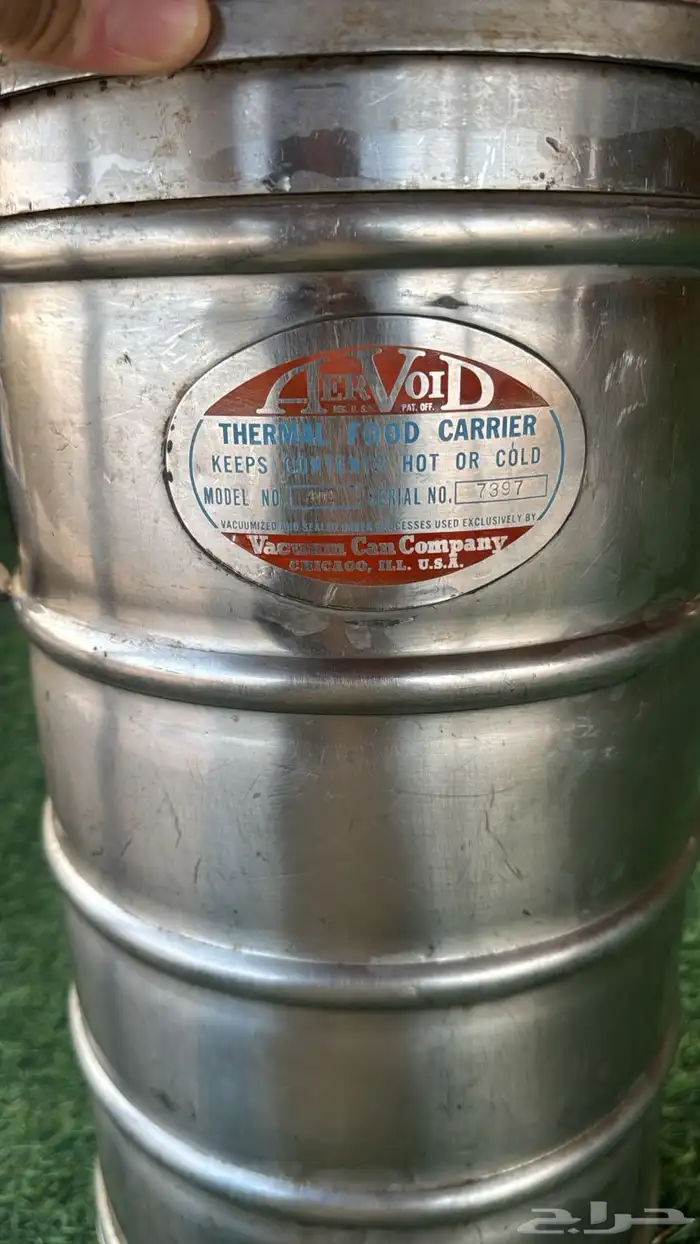 AERVOID
REG. U.S. PAT. OFF.
THERMAL FOOD CARRIER
KEEPS CONTENTS HOT OR COLD
MODEL NO. SERIAL NO. 7397
VACUUMIZED AND SEALED UNDER PROCESSES USED EXCLUSIVELY BY
Vacuum Can Company
CHICAGO, ILL. U.S.A.
حراج